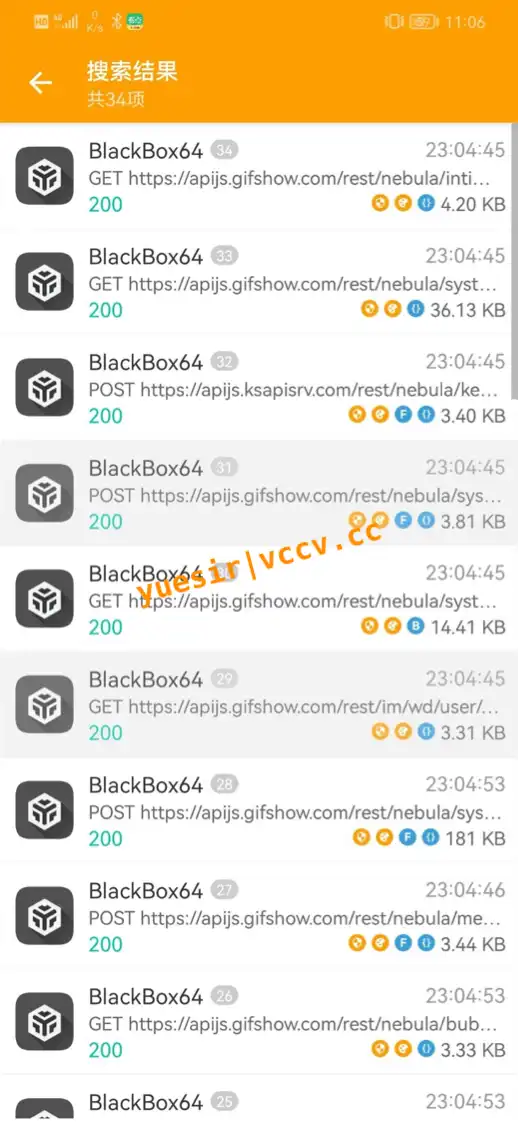 11:06
搜索结果
共34项
BlackBox64 34 23:04:45
GET https://apijs.gifshow.com/rest/nebula/inti...
200 4.20 KB
BlackBox64 33 23:04:45
GET https://apijs.gifshow.com/rest/nebula/syst...
200 36.13 KB
BlackBox64 32 23:04:45
POST https://apijs.ksapisrv.com/rest/nebula/ke...
200 F 3.40 KB
BlackBox64 31 23:04:45
POST https://apijs.gifshow.com/rest/nebula/sys...
200 F 3.81 KB
yuesir|vccv.cc
BlackBox64 23:04:45
GET https://apijs.gifshow.com/rest/nebula/syst...
200 B 14.41 KB
BlackBox64 29 23:04:45
GET https://apijs.gifshow.com/rest/im/wd/user/...
200 3.31 KB
BlackBox64 28 23:04:53
POST https://apijs.gifshow.com/rest/nebula/sys...
200 F 181 KB
BlackBox64 27 23:04:46
POST https://apijs.gifshow.com/rest/nebula/me...
200 F 3.44 KB
BlackBox64 26 23:04:53
GET https://apijs.gifshow.com/rest/nebula/bub...
200 3.33 KB
BlackBox64 25 23:04:53